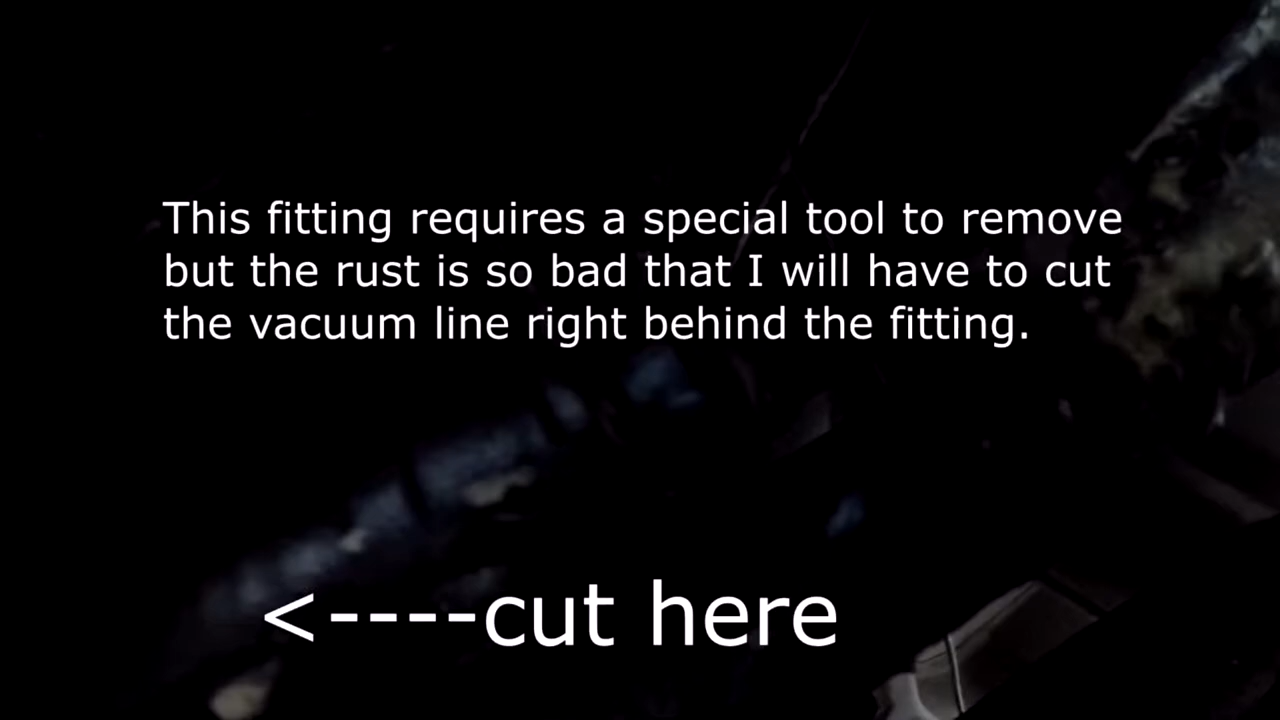 This fitting requires a special tool to remove
but the rust is so bad that I will have to cut
the vacuum line right behind the fitting.
<----cut here